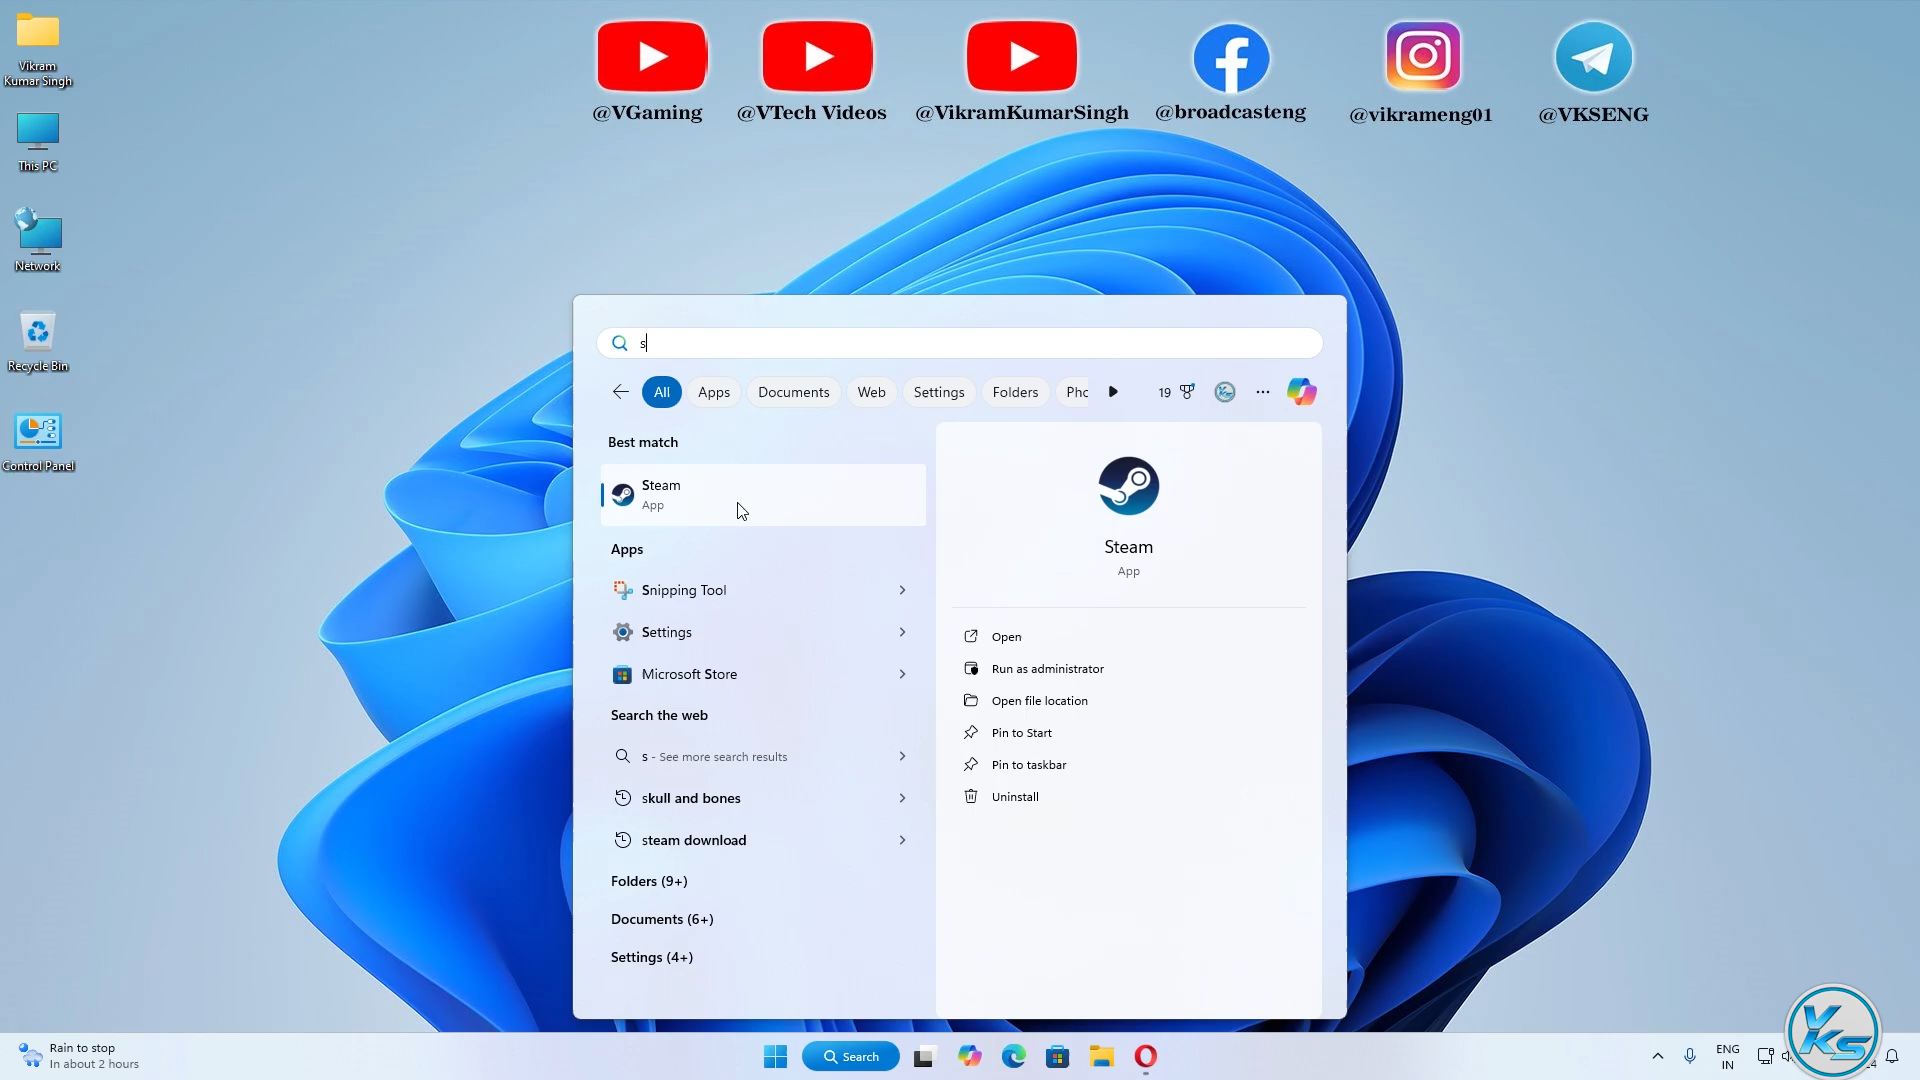 Vikram
Kumar Singh
This PC
Network
Recycle Bin
Control Panel
@VGaming
@VTech Videos
@VikramKumarSingh
@broadcasteng
@vikrameng01
@VKSENG
s
All
Apps
Documents
Web
Settings
Folders
Pho
19
Best match
Steam
App
Apps
Snipping Tool
Settings
Microsoft Store
Search the web
s - See more search results
skull and bones
steam download
Folders (9+)
Documents (6+)
Settings (4+)
Steam
App
Open
Run as administrator
Open file location
Pin to Start
Pin to taskbar
Uninstall
Rain to stop
In about 2 hours
Search
ENG
IN
VKS